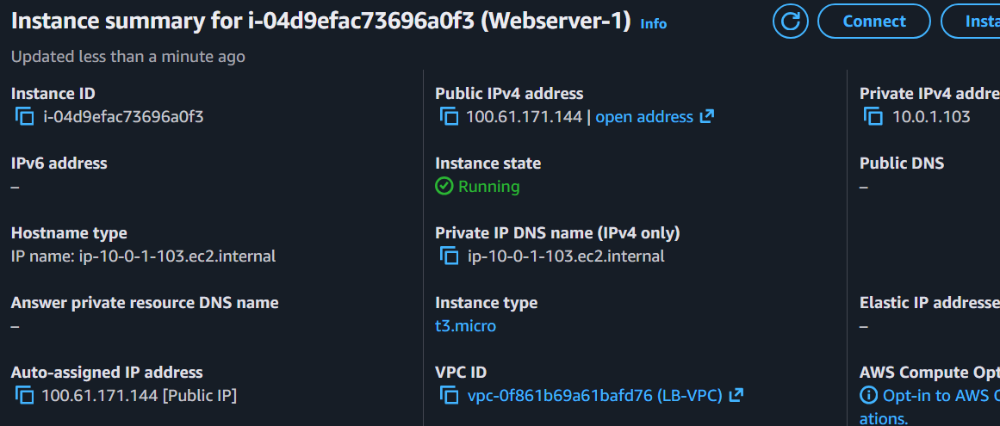 Instance summary for i-04d9efac73696a0f3 (Webserver-1) Info
Connect
Insta
Updated less than a minute ago
Instance ID
i-04d9efac73696a0f3
Public IPv4 address
100.61.171.144 | open address
Private IPv4 addre
10.0.1.103
IPv6 address
–
Instance state
Running
Public DNS
–
Hostname type
IP name: ip-10-0-1-103.ec2.internal
Private IP DNS name (IPv4 only)
ip-10-0-1-103.ec2.internal
Answer private resource DNS name
–
Instance type
t3.micro
Elastic IP addresse
–
Auto-assigned IP address
100.61.171.144 [Public IP]
VPC ID
vpc-0f861b69a61bafd76 (LB-VPC)
AWS Compute Opt
Opt-in to AWS C
ations.